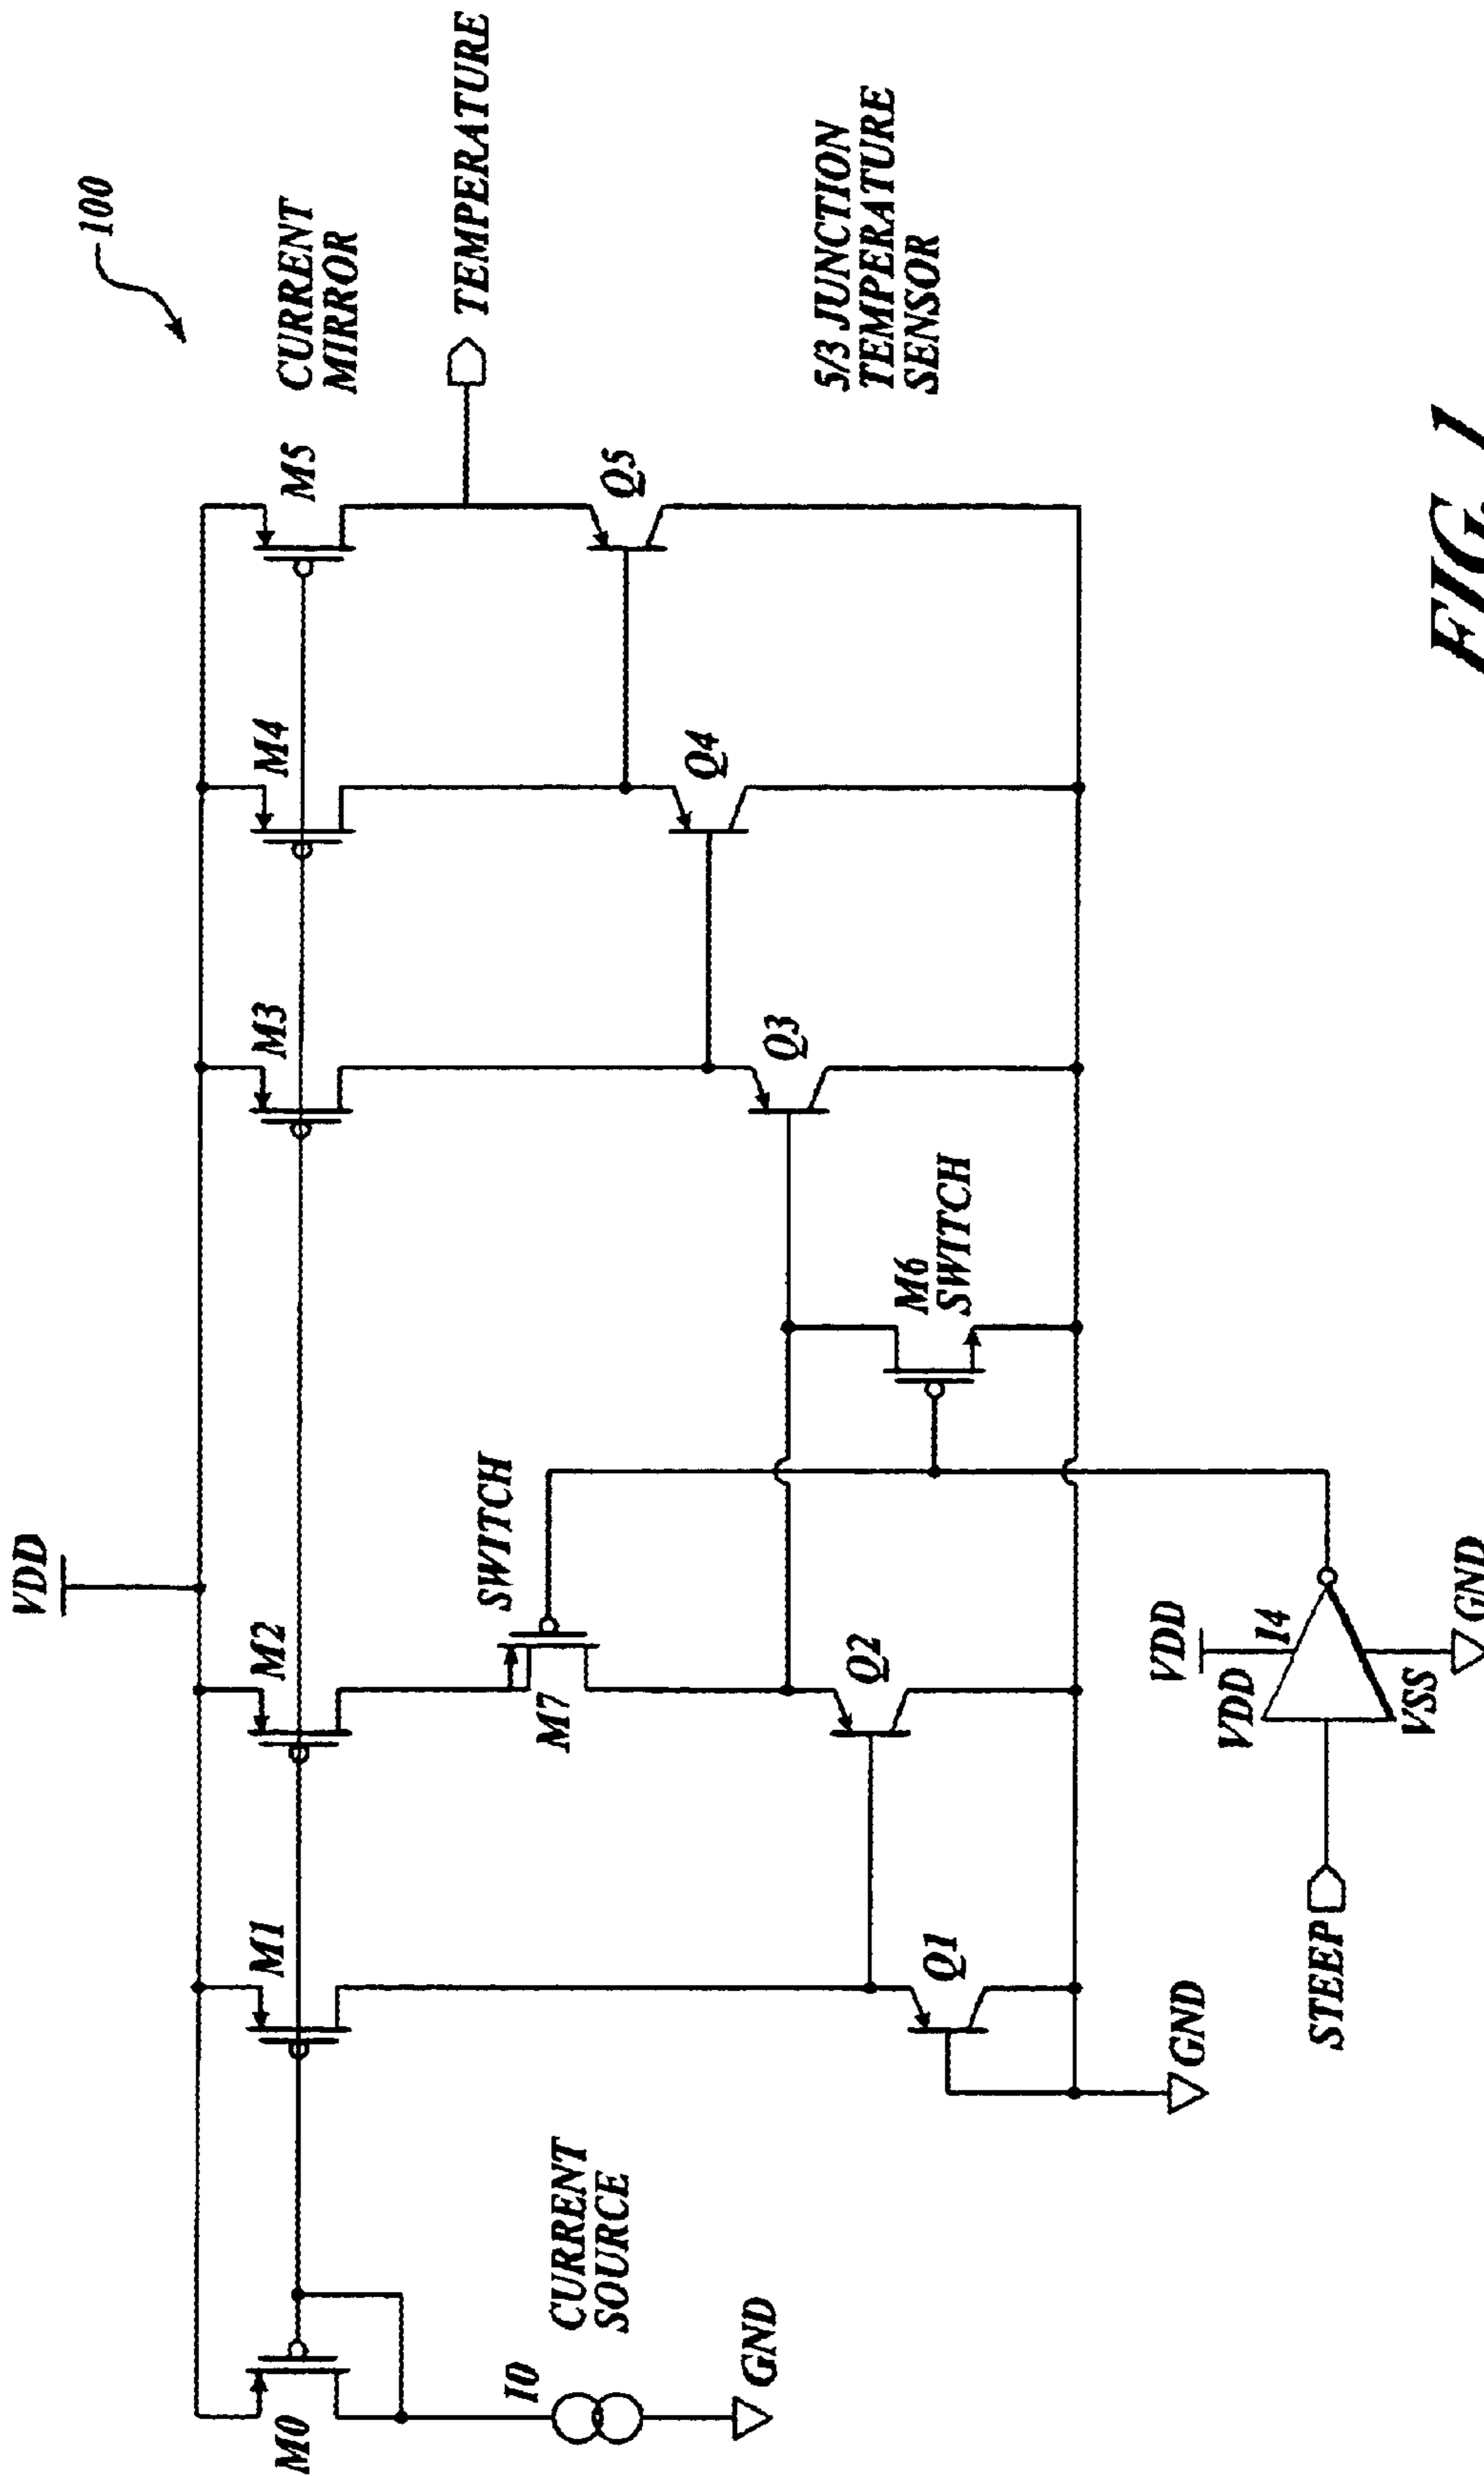 100
VDD
CURRENT
MIRROR
M0
M1
M2
M3
M4
M5
TEMPERATURE
I0
CURRENT
SOURCE
GND
SWITCH
M7
Q1
Q2
Q3
Q4
Q5
M6
SWITCH
5/3 JUNCTION
TEMPERATURE
SENSOR
GND
STEEP
VDD
VDD
I4
VSS
GND
FIG. 1